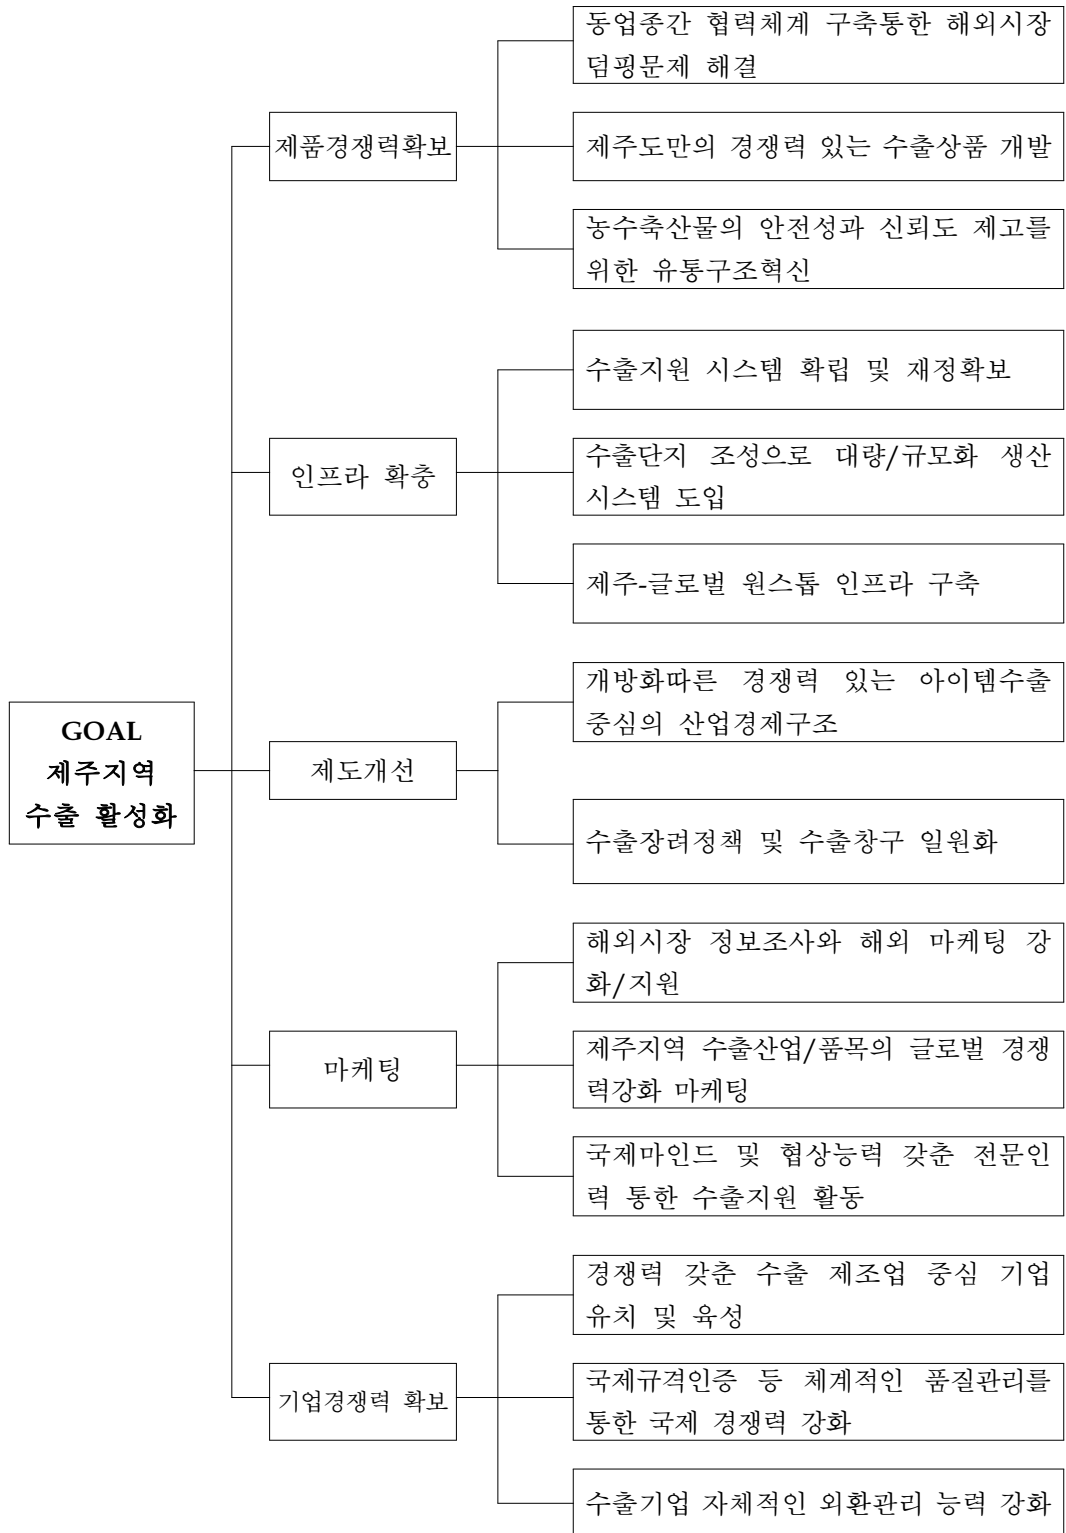 동업종간 협력체계 구축통한 해외시장
덤핑문제 해결
제품경쟁력확보
제주도만의 경쟁력 있는 수출상품 개발
농수축산물의 안전성과 신뢰도 제고를
위한 유통구조혁신
수출지원 시스템 확립 및 재정확보
인프라 확충
수출단지 조성으로 대량/규모화 생산
시스템 도입
제주-글로벌 원스톱 인프라 구축
GOAL
제주지역
수출 활성화
개방화따른 경쟁력 있는 아이템수출
중심의 산업경제구조
제도개선
수출장려정책 및 수출창구 일원화
해외시장 정보조사와 해외 마케팅 강
화/지원
마케팅
제주지역 수출산업/품목의 글로벌 경쟁
력강화 마케팅
국제마인드 및 협상능력 갖춘 전문인
력 통한 수출지원 활동
경쟁력 갖춘 수출 제조업 중심 기업
유치 및 육성
기업경쟁력 확보
국제규격인증 등 체계적인 품질관리를
통한 국제 경쟁력 강화
수출기업 자체적인 외환관리 능력 강화